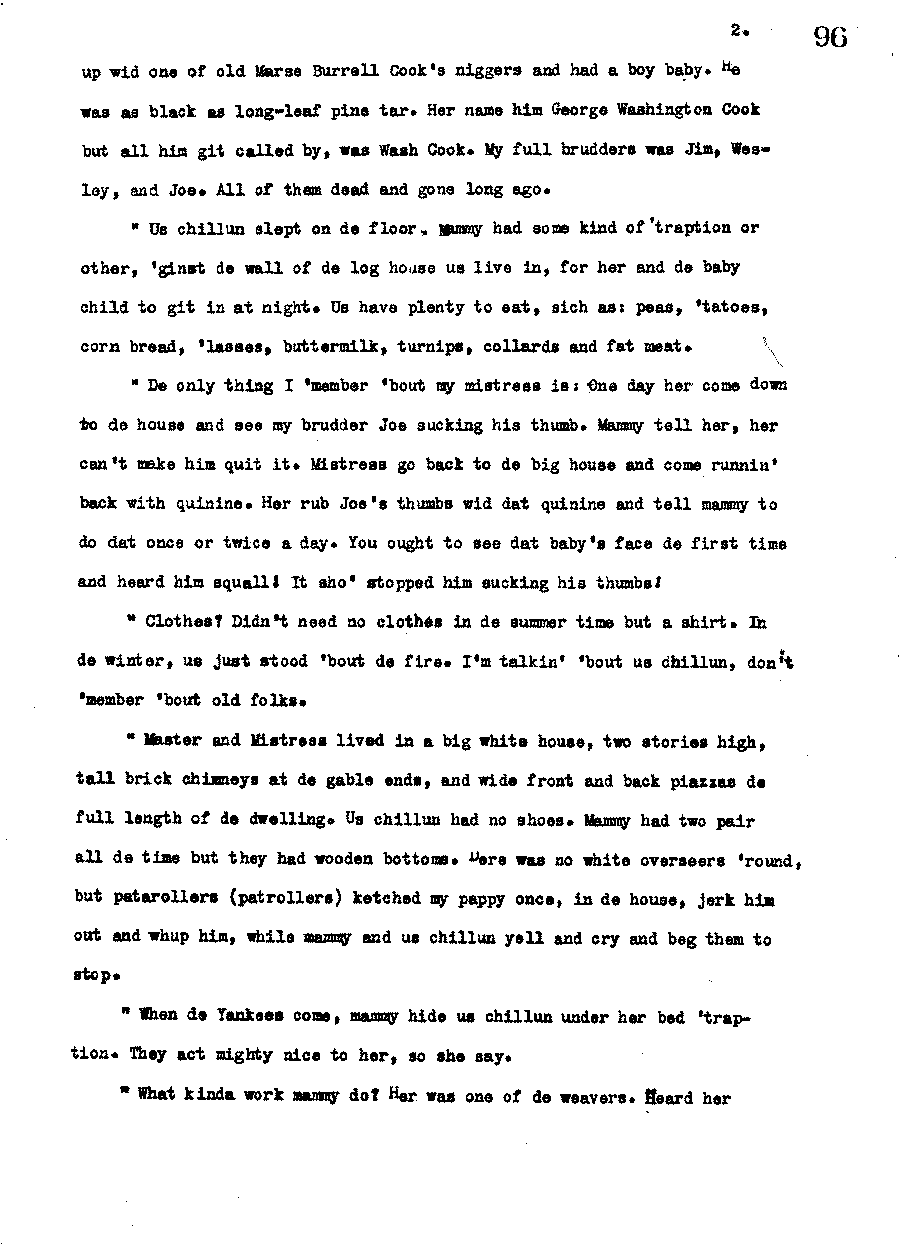 2.
96
up wid one of old Marse Burrell Cook's niggers and had a boy baby. He
was as black as long-leaf pine tar. Her name him George Washington Cook
but all him git called by, was Wash Cook. My full brudders was Jim, Wes-
ley, and Joe. All of them dead and gone long ago.
" Us chillun slept on de floor. Mammy had some kind of 'traption or
other, 'ginst de wall of de log house us live in, for her and de baby
child to git in at night. Us have plenty to eat, sich as: peas, 'tatoes,
corn bread, 'lasses, buttermilk, turnips, collards and fat meat.
" De only thing I 'member 'bout my mistress is: One day her come down
to de house and see my brudder Joe sucking his thumb. Mammy tell her, her
can't make him quit it. Mistress go back to de big house and come runnin'
back with quinine. Her rub Joe's thumbs wid dat quinine and tell mammy to
do dat once or twice a day. You ought to see dat baby's face de first time
and heard him squall! It sho' stopped him sucking his thumbs!
" Clothes? Didn't need no clothes in de summer time but a shirt. In
de winter, us just stood 'bout de fire. I'm talkin' 'bout us chillun, don't
'member 'bout old folks.
" Master and Mistress lived in a big white house, two stories high,
tall brick chimneys at de gable ends, and wide front and back piazzas de
full length of de dwelling. Us chillun had no shoes. Mammy had two pair
all de time but they had wooden bottoms. Dere was no white overseers 'round,
but patarollers (patrollers) ketched my pappy once, in de house, jerk him
out and whup him, while mammy and us chillun yell and cry and beg them to
stop.
" When de Yankees come, mammy hide us chillun under her bed 'trap-
tion. They act mighty nice to her, so she say.
" What kinda work mammy do? Her was one of de weavers. Heard her